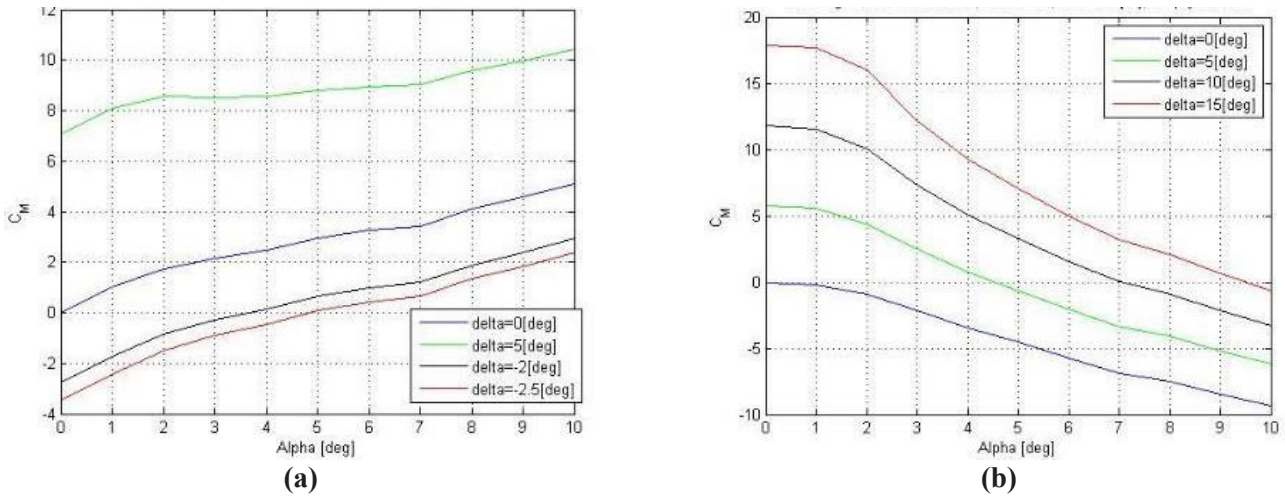 12
10
8
6
4
2
0
-2
-4
C_M
0 1 2 3 4 5 6 7 8 9 10
Alpha [deg]
delta=0[deg]
delta=5[deg]
delta=-2[deg]
delta=-2.5[deg]
(a)
20
15
10
5
0
-5
-10
C_M
0 1 2 3 4 5 6 7 8 9 10
Alpha [deg]
delta=0[deg]
delta=5[deg]
delta=10[deg]
delta=15[deg]
(b)